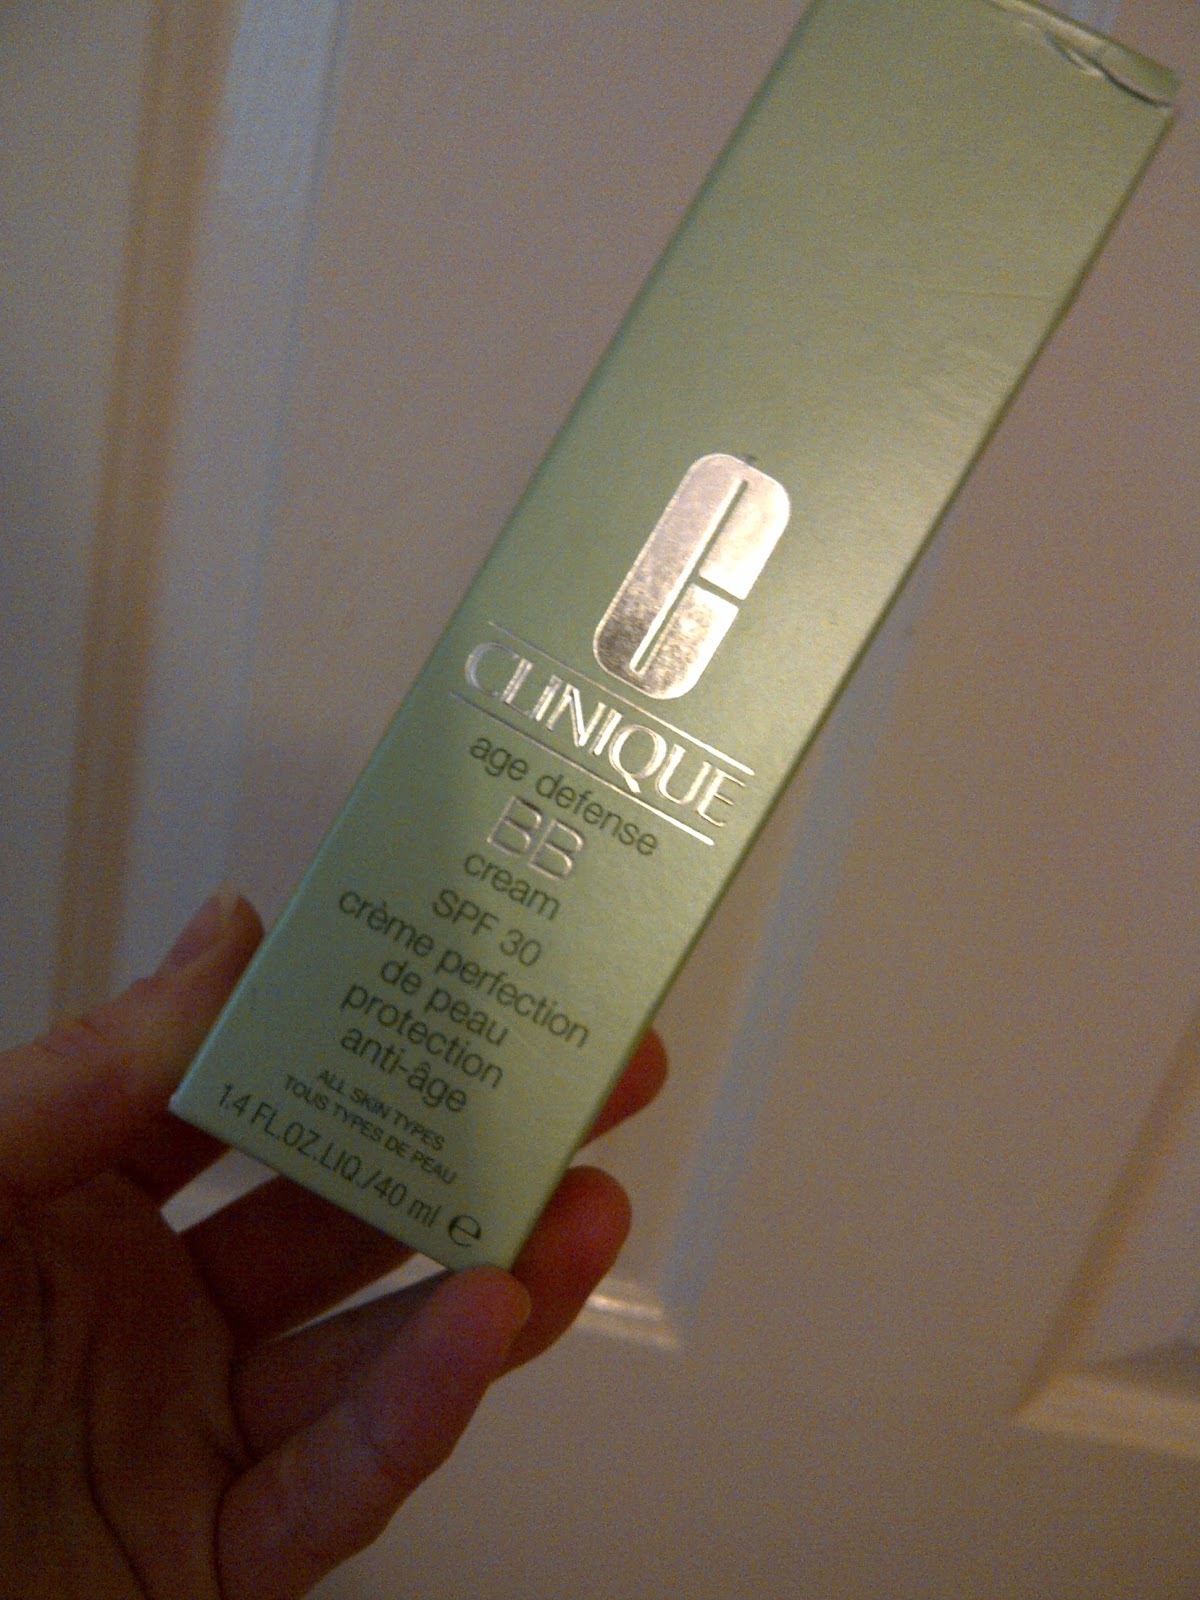 C
CLINIQUE
age defense
BB
cream
SPF 30
crème perfection
de peau
protection
anti-âge
ALL SKIN TYPES
TOUS TYPES DE PEAU
1.4 FL.OZ.LIQ./40 ml ℮